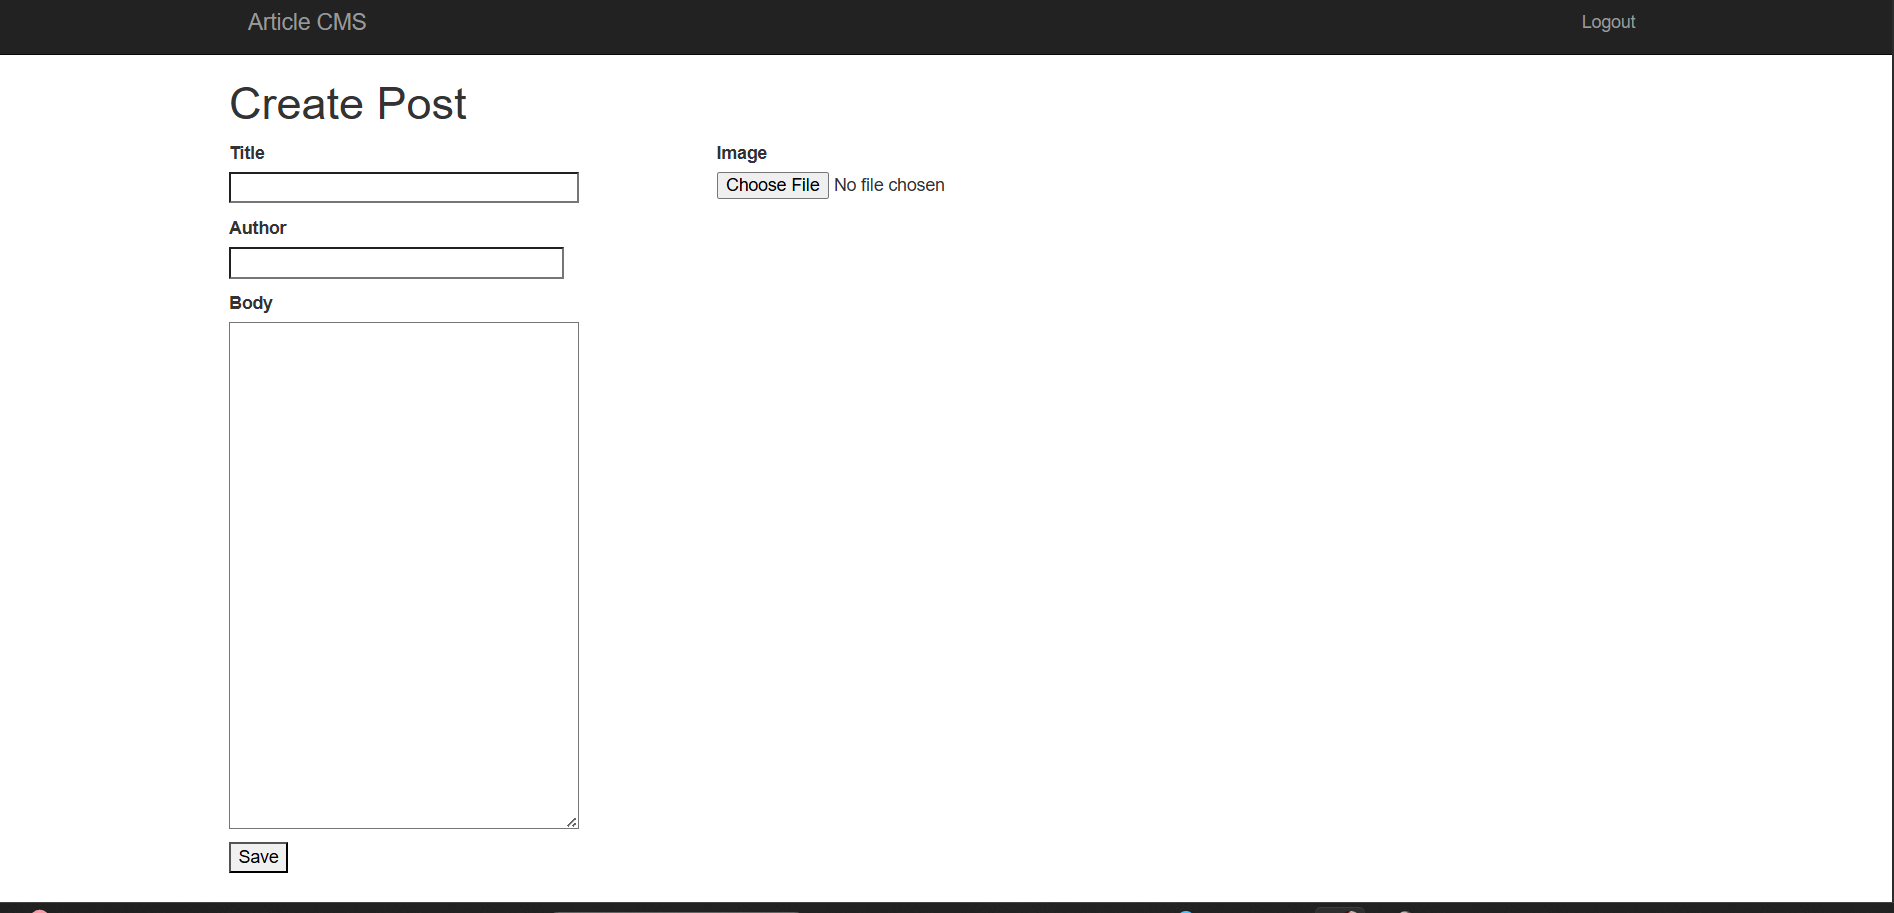 Article CMS
Logout
Create Post
Title
Image
Choose File No file chosen
Author
Body
Save